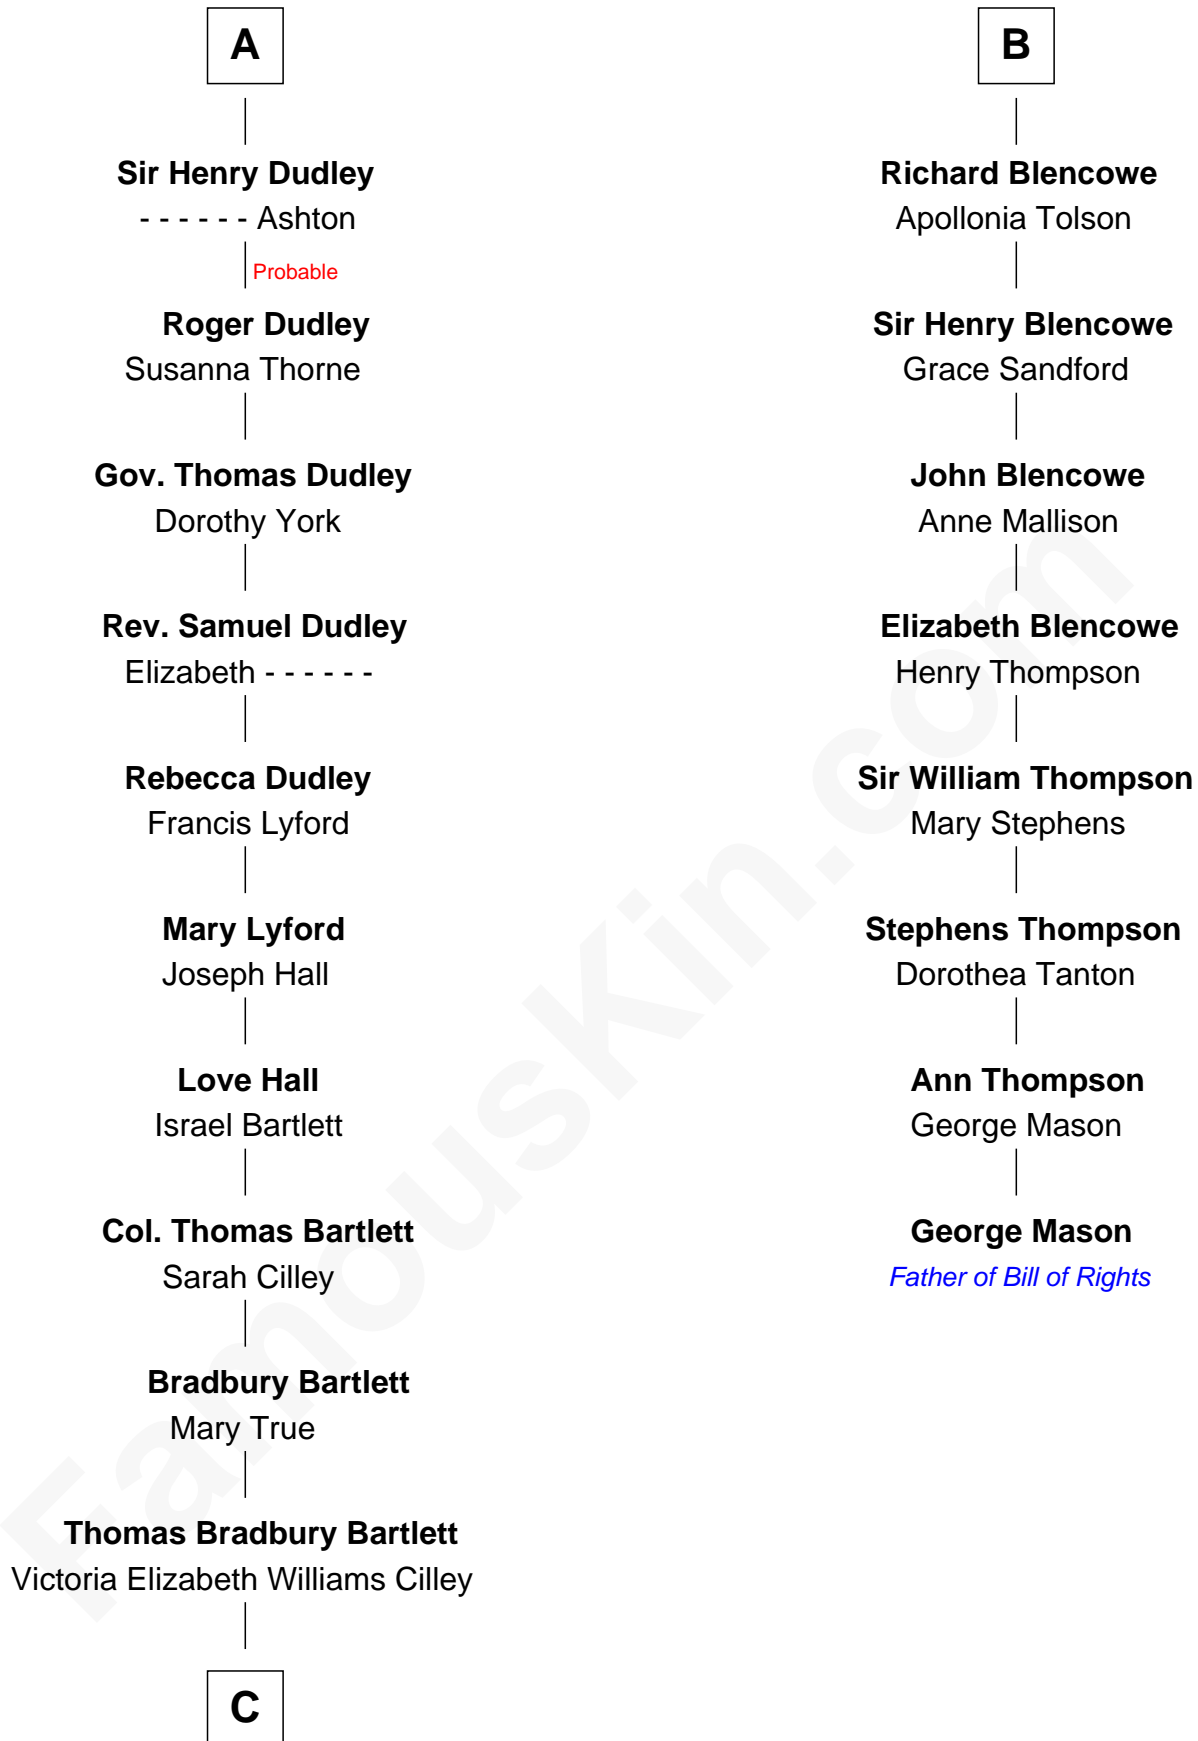 A
Sir Henry Dudley
- - - - - - Ashton
Probable
Roger Dudley
Susanna Thorne
Gov. Thomas Dudley
Dorothy York
Rev. Samuel Dudley
Elizabeth - - - - - -
Rebecca Dudley
Francis Lyford
Mary Lyford
Joseph Hall
Love Hall
Israel Bartlett
Col. Thomas Bartlett
Sarah Cilley
Bradbury Bartlett
Mary True
Thomas Bradbury Bartlett
Victoria Elizabeth Williams Cilley
C
B
Richard Blencowe
Apollonia Tolson
Sir Henry Blencowe
Grace Sandford
John Blencowe
Anne Mallison
Elizabeth Blencowe
Henry Thompson
Sir William Thompson
Mary Stephens
Stephens Thompson
Dorothea Tanton
Ann Thompson
George Mason
George Mason
Father of Bill of Rights
FamousKin.com